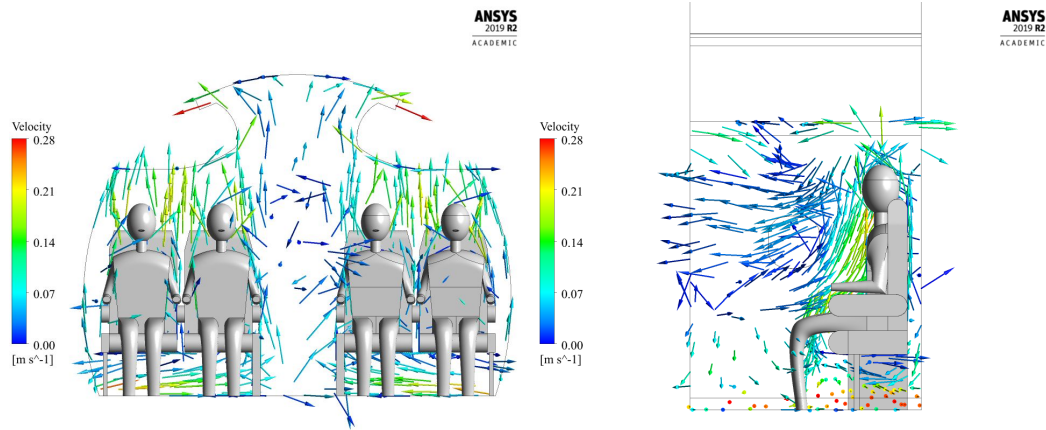 ANSYS
2019 R2
ACADEMIC
Velocity
0.28
0.21
0.14
0.07
0.00
[m s^-1]
ANSYS
2019 R2
ACADEMIC
Velocity
0.28
0.21
0.14
0.07
0.00
[m s^-1]